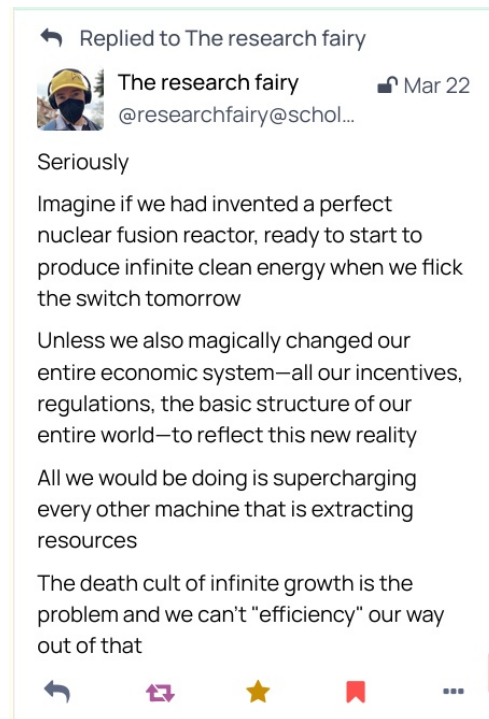 Replied to The research fairy
The research fairy
Mar 22
@researchfairy@schol...
Seriously
Imagine if we had invented a perfect
nuclear fusion reactor, ready to start to
produce infinite clean energy when we flick
the switch tomorrow
Unless we also magically changed our
entire economic system—all our incentives,
regulations, the basic structure of our
entire world—to reflect this new reality
All we would be doing is supercharging
every other machine that is extracting
resources
The death cult of infinite growth is the
problem and we can't "efficiency" our way
out of that